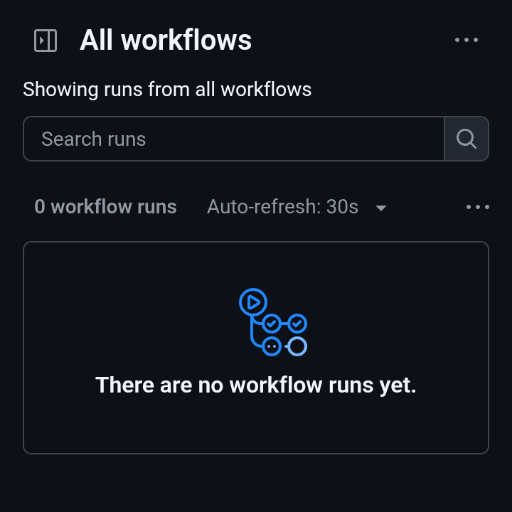 All workflows
Showing runs from all workflows
Search runs
0 workflow runs Auto-refresh: 30s
There are no workflow runs yet.